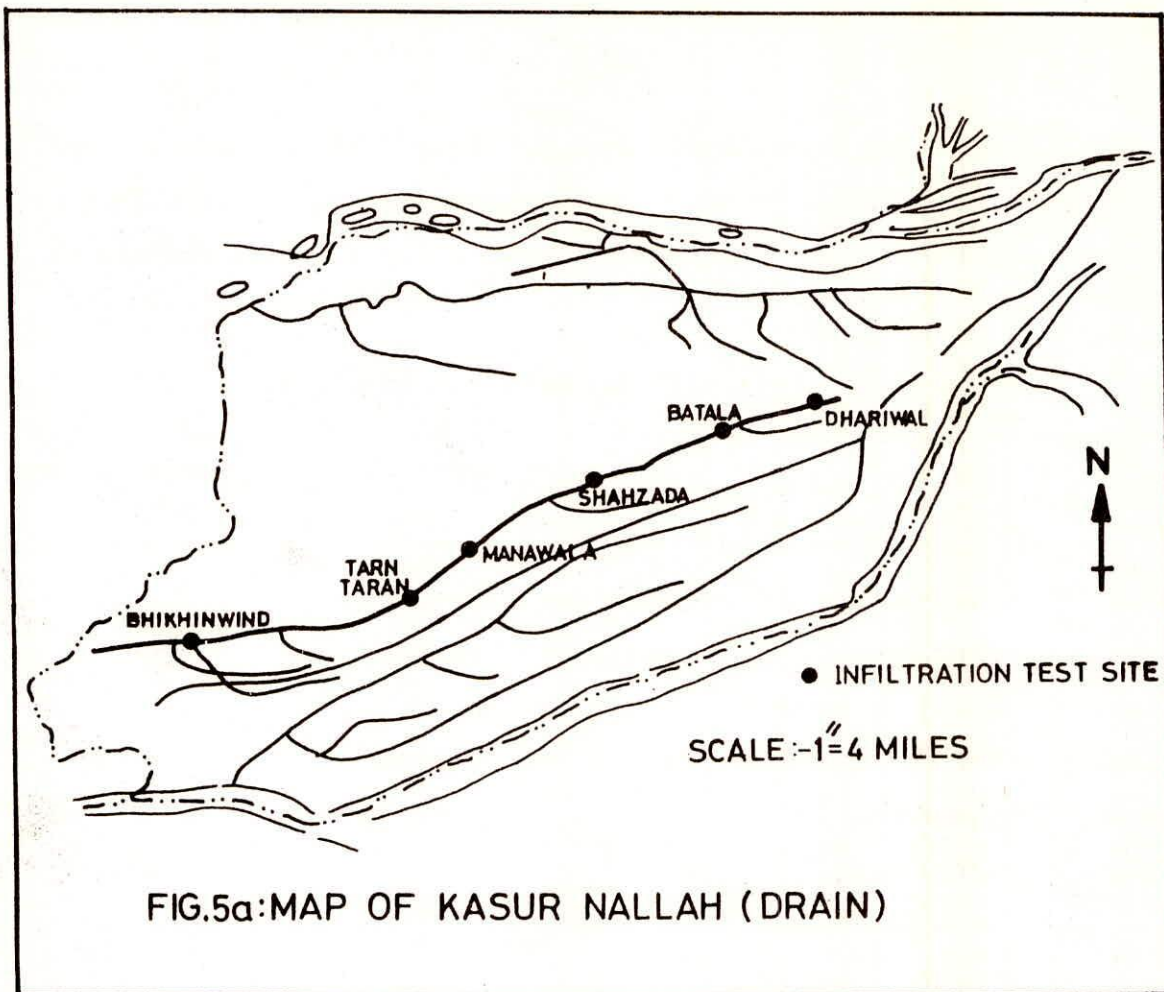 BATALA
DHARIWAL
N
SHAHZADA
MANAWALA
TARN
TARAN
BHIKHINWIND
INFILTRATION TEST SITE
SCALE:-1"=4 MILES
FIG.5a:MAP OF KASUR NALLAH (DRAIN)